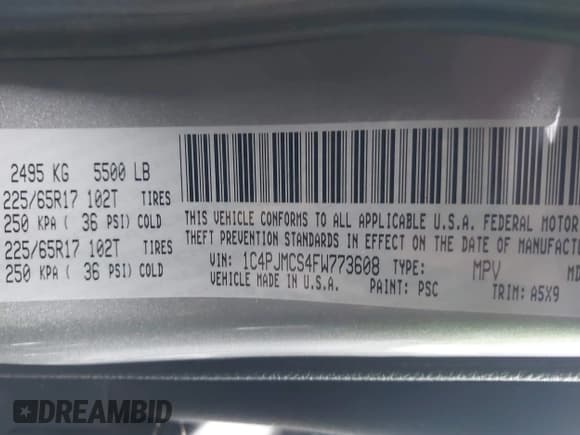 2495 KG 5500 LB
225/65R17 102T TIRES
250 KPA ( 36 PSI) COLD
225/65R17 102T TIRES
250 KPA ( 36 PSI) COLD
THIS VEHICLE CONFORMS TO ALL APPLICABLE U.S.A. FEDERAL MOTOR
THEFT PREVENTION STANDARDS IN EFFECT ON THE DATE OF MANUFACTU
VIN: 1C4PJMCS4FW773608 TYPE: MPV
VEHICLE MADE IN U.S.A. PAINT: PSC TRIM: A5X9
DREAMBID